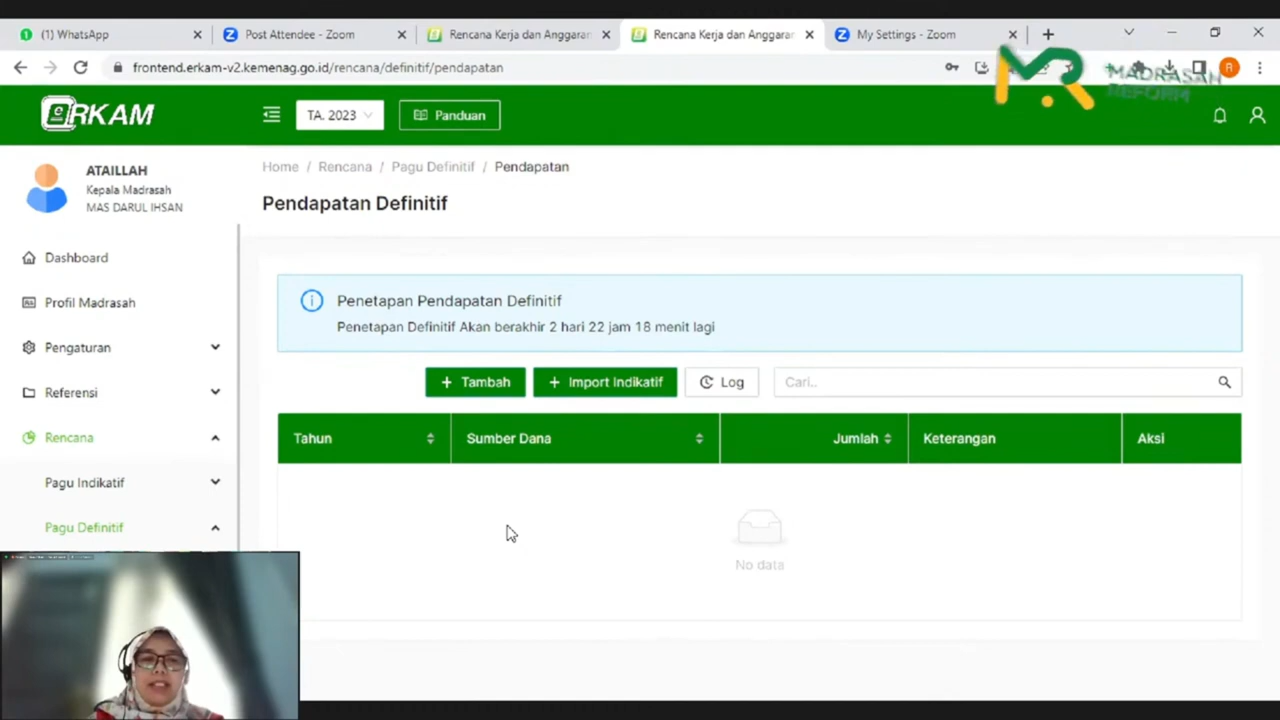 (1) WhatsApp
Post Attendee - Zoom
Rencana Kerja dan Anggaran
Rencana Kerja dan Anggaran
My Settings - Zoom
frontend.erkam-v2.kemenag.go.id/rencana/definitif/pendapatan
MADRASAH
REFORM
eRKAM
TA. 2023
Panduan
ATAILLAH
Kepala Madrasah
MAS DARUL IHSAN
Home / Rencana / Pagu Definitif / Pendapatan
Pendapatan Definitif
Dashboard
Profil Madrasah
Pengaturan
Referensi
Rencana
Pagu Indikatif
Pagu Definitif
Penetapan Pendapatan Definitif
Penetapan Definitif Akan berakhir 2 hari 22 jam 18 menit lagi
+ Tambah
+ Import Indikatif
Log
Cari..
Tahun
Sumber Dana
Jumlah
Keterangan
Aksi
No data